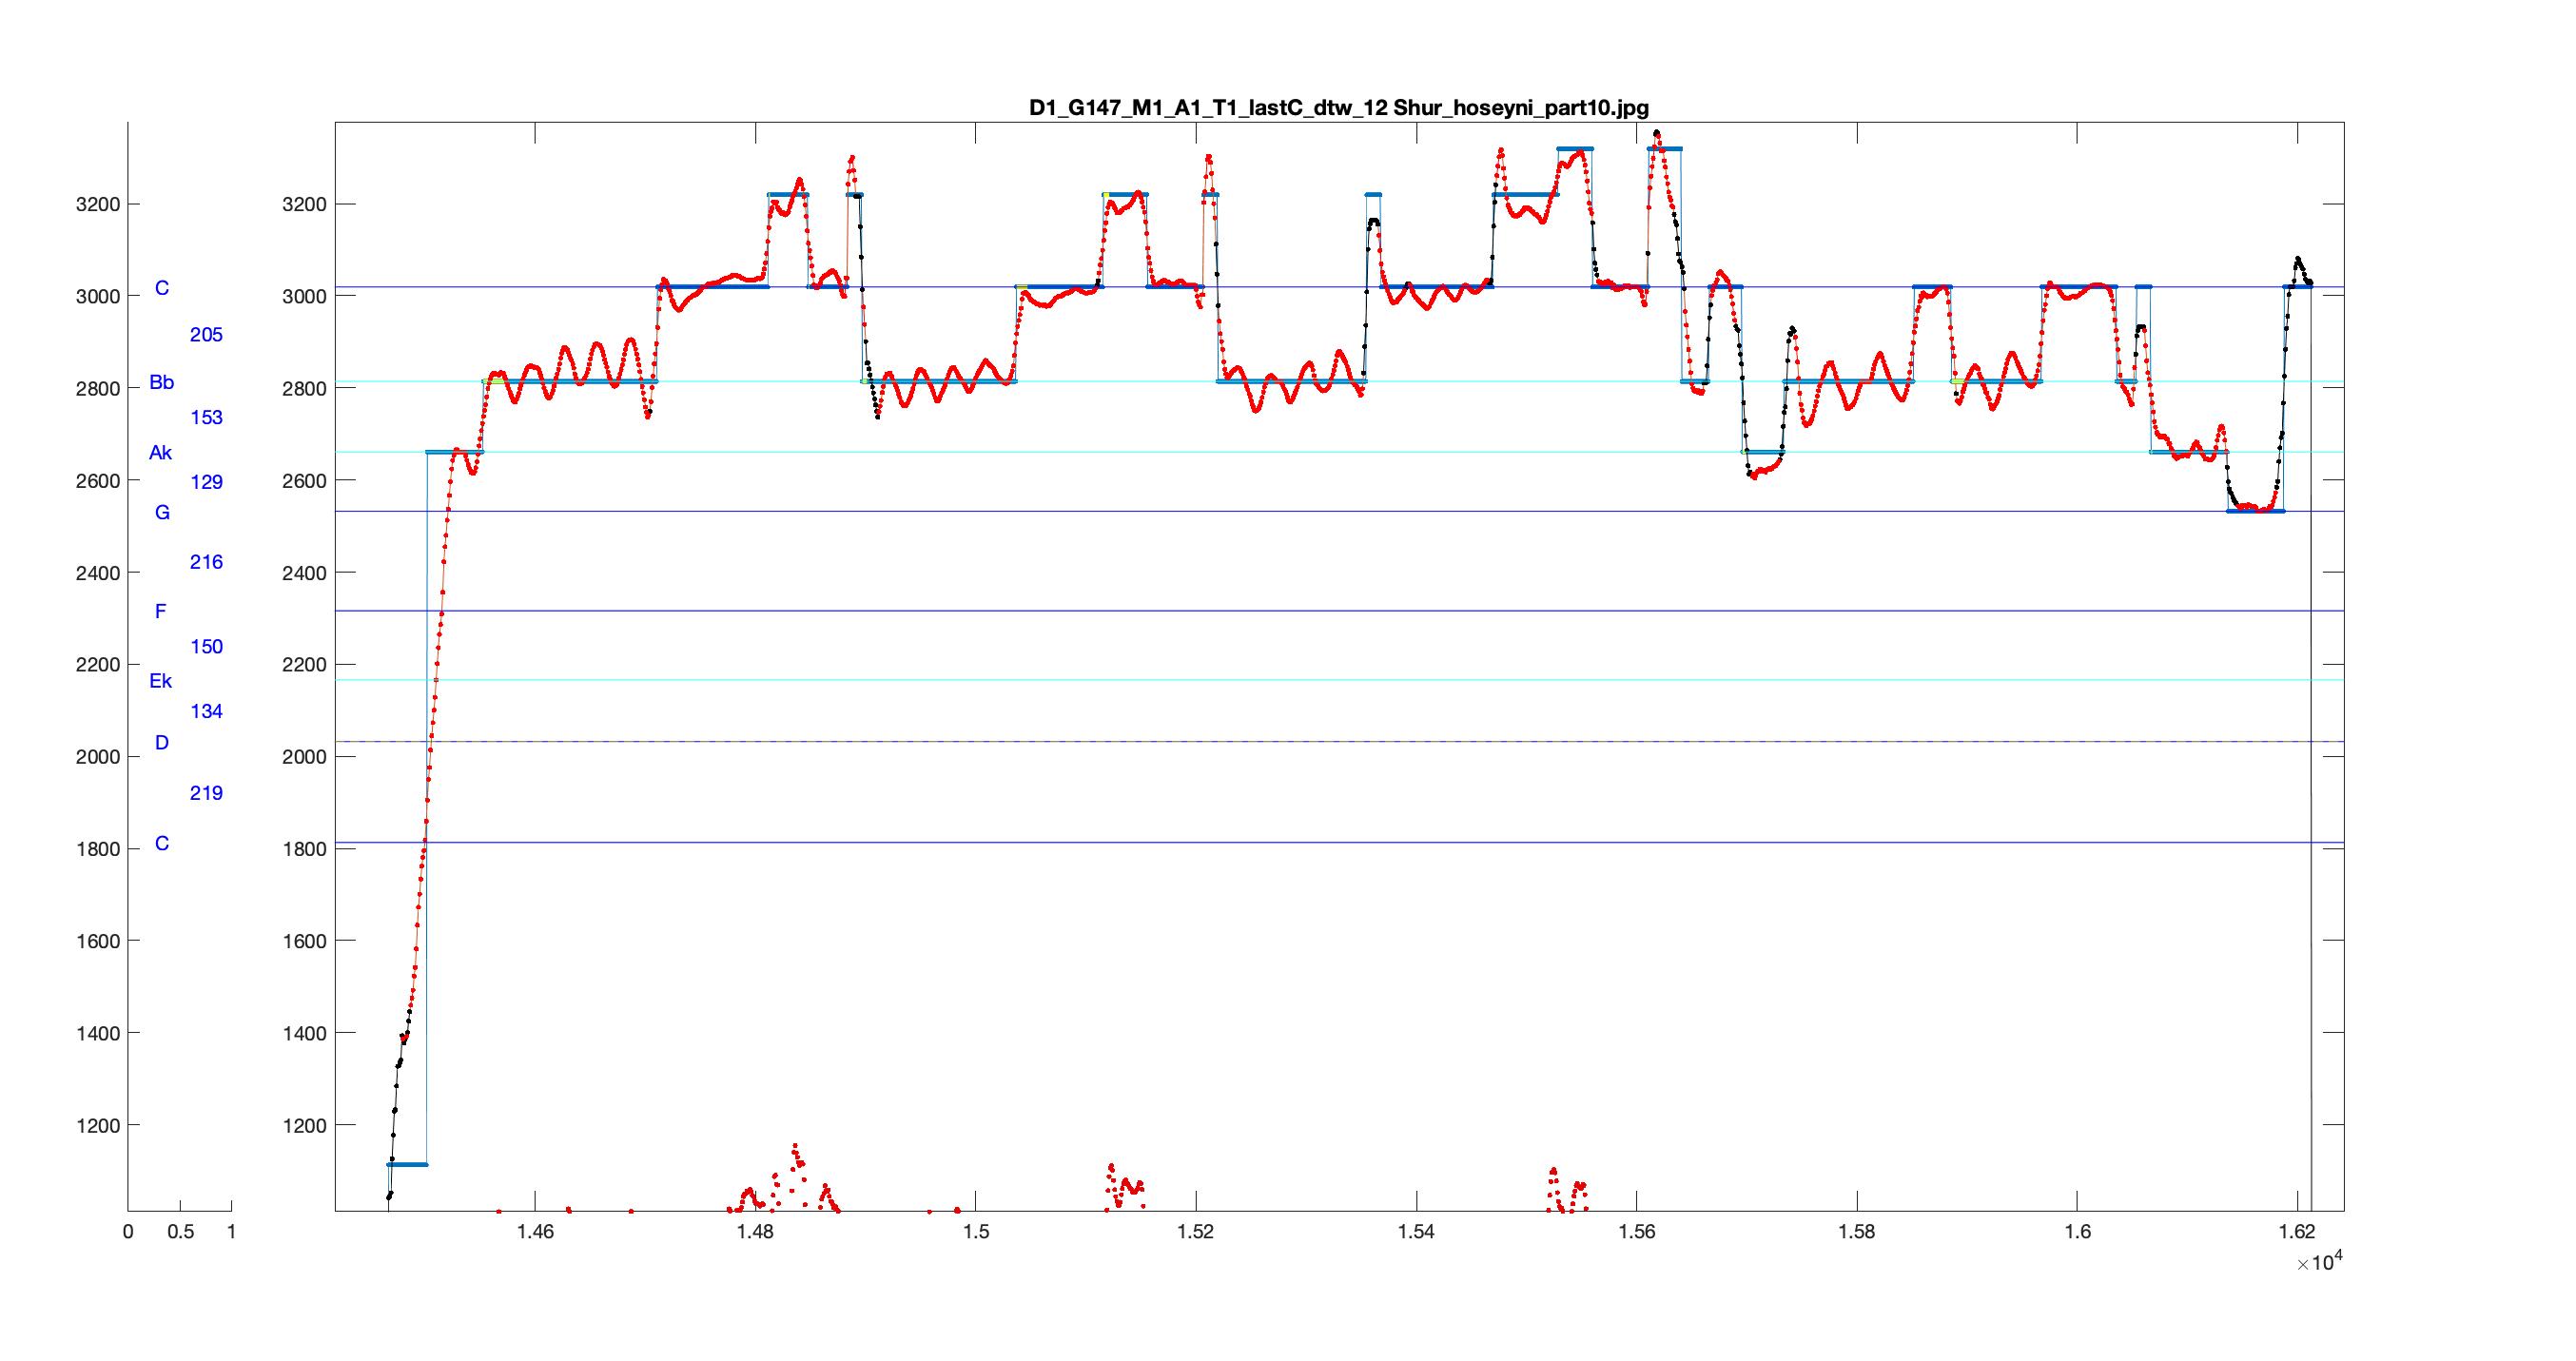 D1_G147_M1_A1_T1_lastC_dtw_12 Shur_hoseyni_part10.jpg
3200 3200
C
3000 3000
205
Bb
2800 2800
153
Ak
2600 129 2600
G
216
2400 2400
F
150
2200 2200
Ek
134
D
2000 2000
219
C
1800 1800
1600 1600
1400 1400
1200 1200
0 0.5 1 1.46 1.48 1.5 1.52 1.54 1.56 1.58 1.6 1.62
×10^4